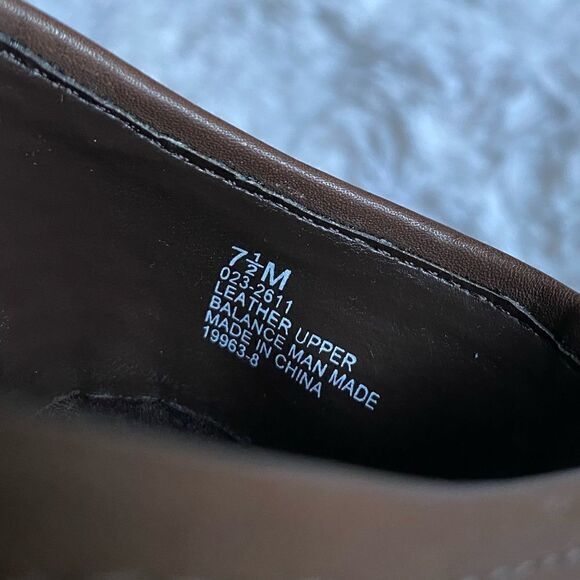 7½M
023-2611
LEATHER UPPER
BALANCE MAN MADE
MADE IN CHINA
19963-8